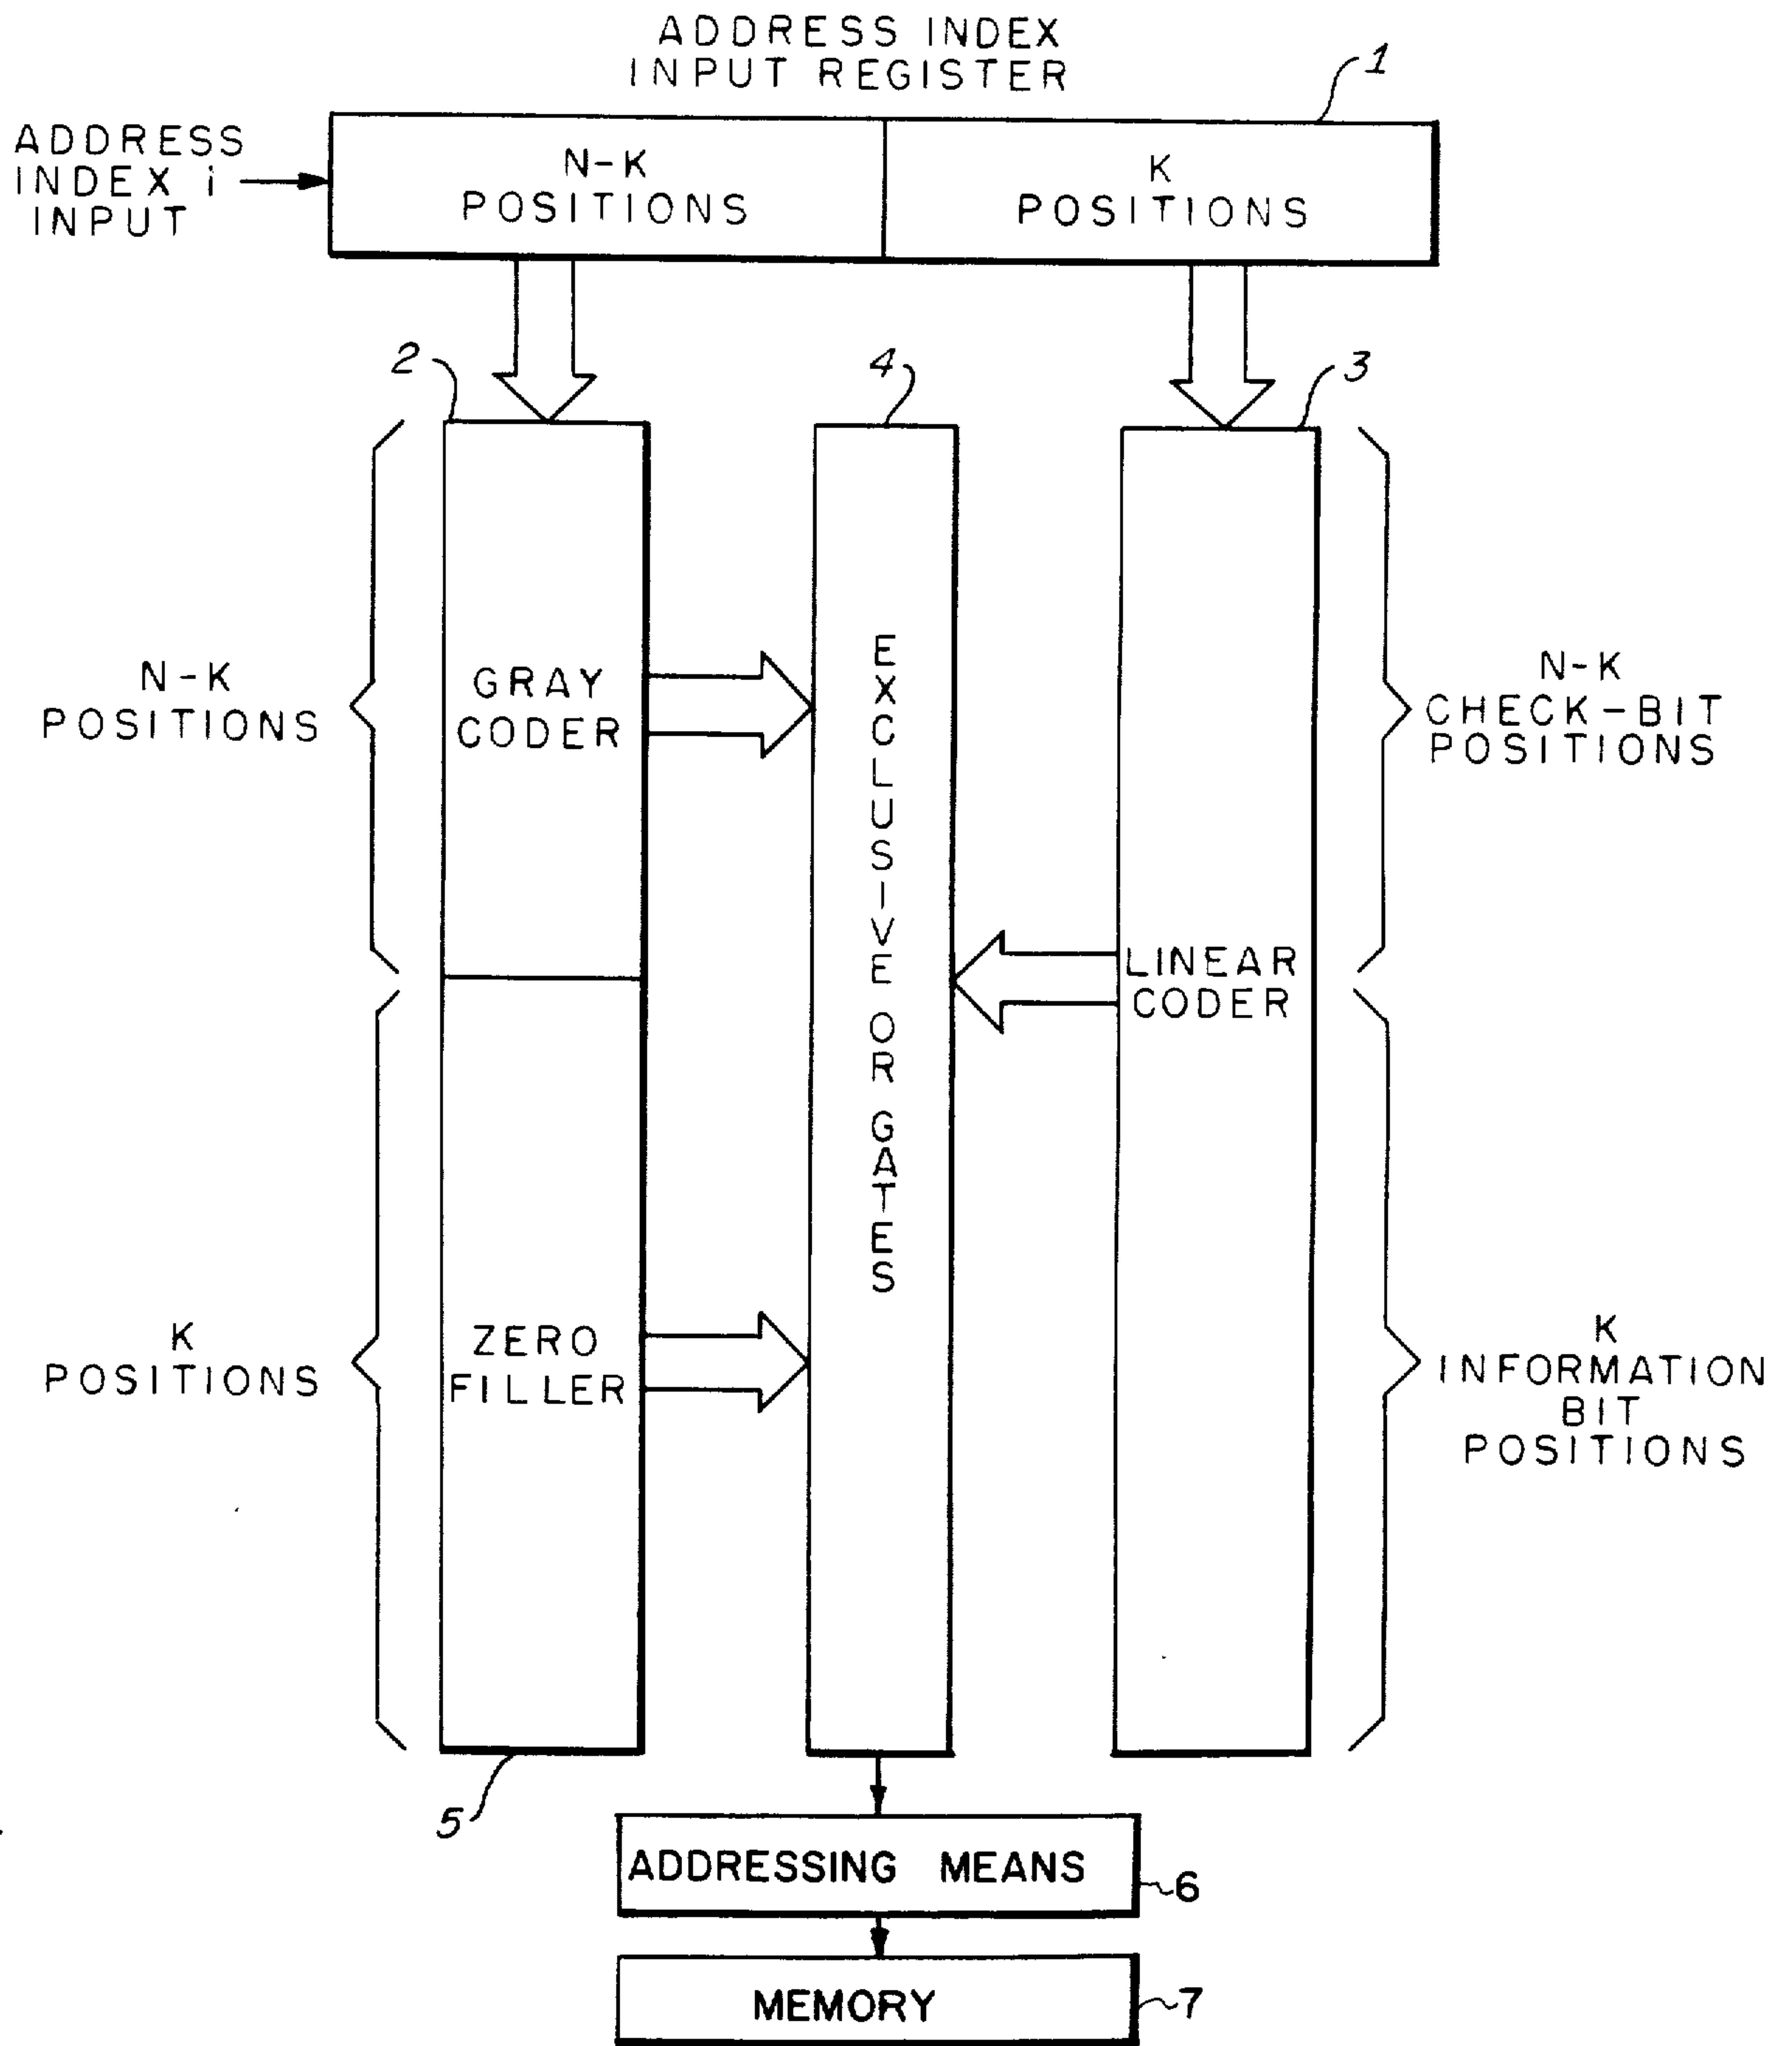 ADDRESS INDEX
INPUT REGISTER
1
ADDRESS
INDEX i
INPUT
N-K
POSITIONS
K
POSITIONS
2
4
3
N-K
POSITIONS
GRAY
CODER
EXCLUSIVE OR GATES
N-K
CHECK-BIT
POSITIONS
LINEAR
CODER
K
POSITIONS
ZERO
FILLER
K
INFORMATION
BIT
POSITIONS
5
ADDRESSING MEANS
6
MEMORY
7